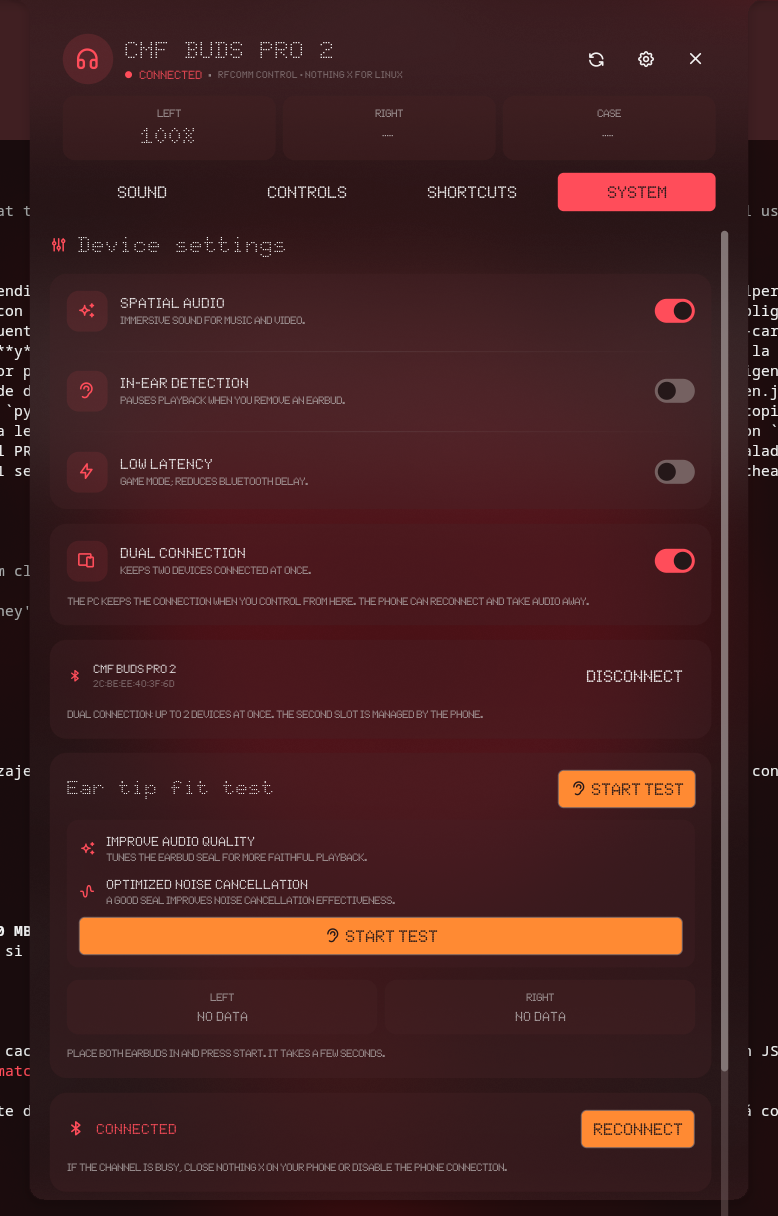 CMF BUDS PRO 2
CONNECTED • RFCOMM CONTROL · NOTHING X FOR LINUX
LEFT
RIGHT
CASE
100%
—
—
SOUND
CONTROLS
SHORTCUTS
SYSTEM
Device settings
SPATIAL AUDIO
IMMERSIVE SOUND FOR MUSIC AND VIDEO.
IN-EAR DETECTION
PAUSES PLAYBACK WHEN YOU REMOVE AN EARBUD.
LOW LATENCY
GAME MODE; REDUCES BLUETOOTH DELAY.
DUAL CONNECTION
KEEPS TWO DEVICES CONNECTED AT ONCE.
THE PC KEEPS THE CONNECTION WHEN YOU CONTROL FROM HERE. THE PHONE CAN RECONNECT AND TAKE AUDIO AWAY.
CMF BUDS PRO 2
2C:BE:EE:40:3F:6D
DISCONNECT
DUAL CONNECTION: UP TO 2 DEVICES AT ONCE. THE SECOND SLOT IS MANAGED BY THE PHONE.
Ear tip fit test
START TEST
IMPROVE AUDIO QUALITY
TUNES THE EARBUD SEAL FOR MORE FAITHFUL PLAYBACK.
OPTIMIZED NOISE CANCELLATION
A GOOD SEAL IMPROVES NOISE CANCELLATION EFFECTIVENESS.
START TEST
LEFT
RIGHT
NO DATA
NO DATA
PLACE BOTH EARBUDS IN AND PRESS START. IT TAKES A FEW SECONDS.
CONNECTED
RECONNECT
IF THE CHANNEL IS BUSY, CLOSE NOTHING X ON YOUR PHONE OR DISABLE THE PHONE CONNECTION.